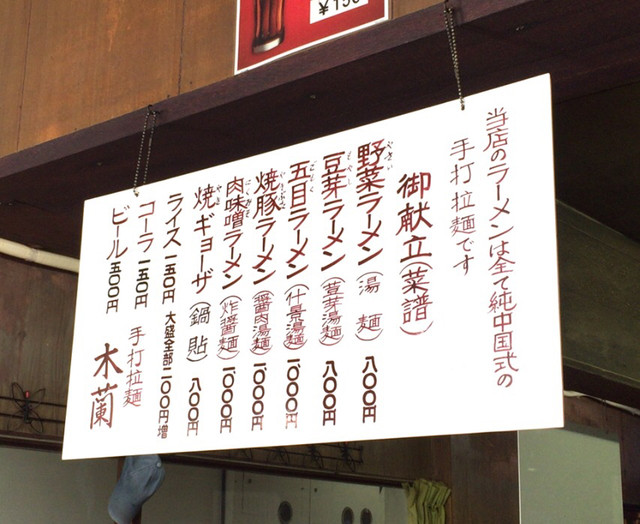 ¥150
当店のラーメンは全て純中国式の
手打拉麺です
御献立(菜譜)
野菜ラーメン(湯麺)八〇〇円
豆芽ラーメン(荳芽湯麺)八〇〇円
五目ラーメン(什景湯麺)一、〇〇〇円
焼豚ラーメン(醤肉湯麺)一、〇〇〇円
肉味噌ラーメン(炸醤麺)一、〇〇〇円
焼ギョーザ(鍋貼)八〇〇円
ライス 一五〇円 大盛全部二〇〇円増
コーラ 一五〇円
ビール 五〇〇円
手打拉麺
木蘭